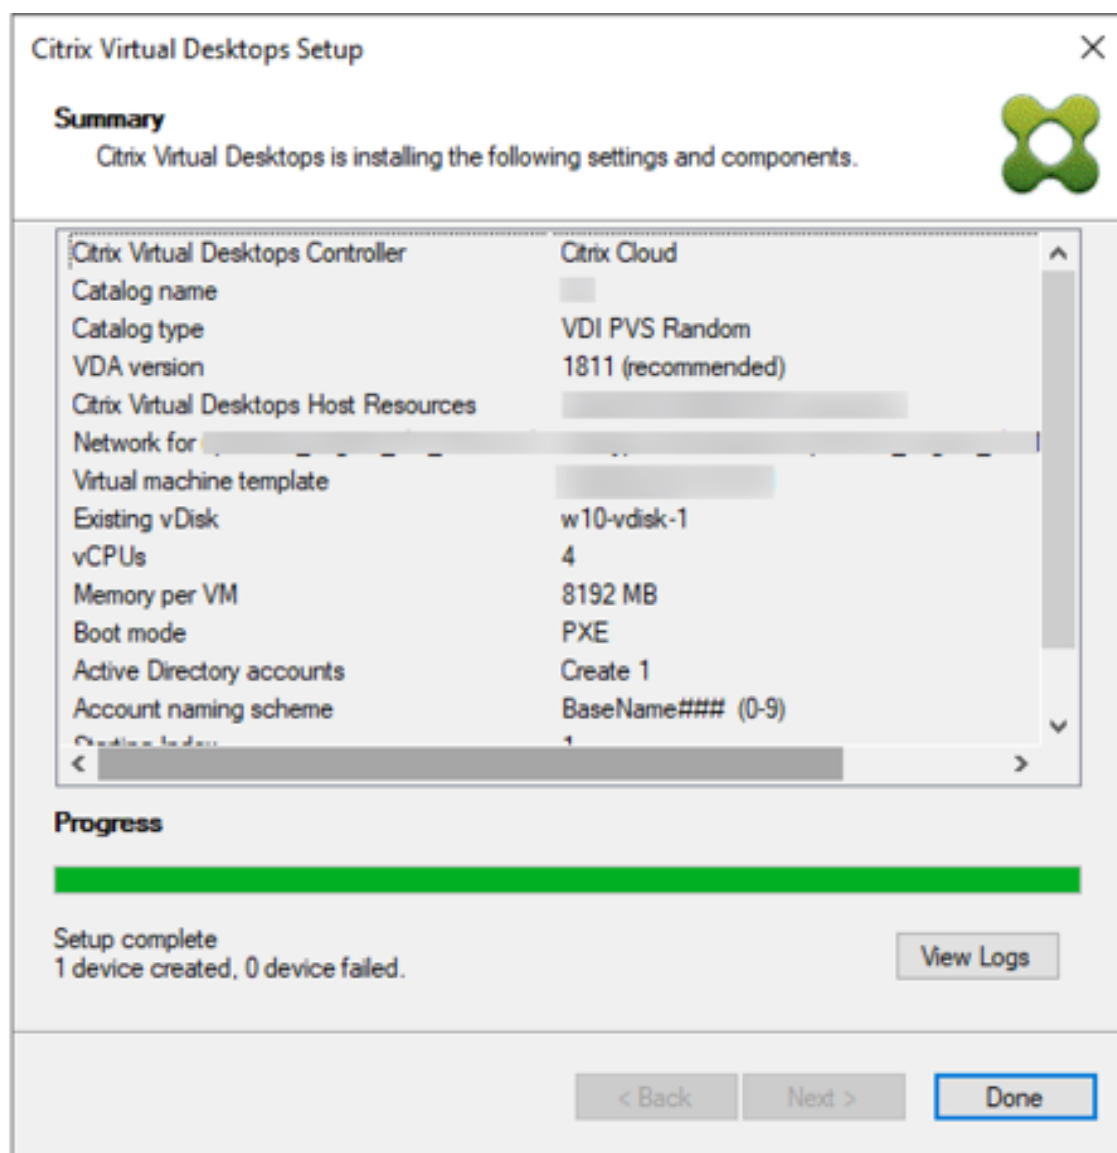 Citrix Virtual Desktops Setup
Summary
Citrix Virtual Desktops is installing the following settings and components.
Citrix Virtual Desktops Controller Citrix Cloud
Catalog name
Catalog type VDI PVS Random
VDA version 1811 (recommended)
Citrix Virtual Desktops Host Resources
Network for
Virtual machine template
Existing vDisk w10-vdisk-1
vCPUs 4
Memory per VM 8192 MB
Boot mode PXE
Active Directory accounts Create 1
Account naming scheme BaseName### (0-9)
Starting Index 1
Progress
Setup complete
1 device created, 0 device failed.
View Logs
< Back Next > Done